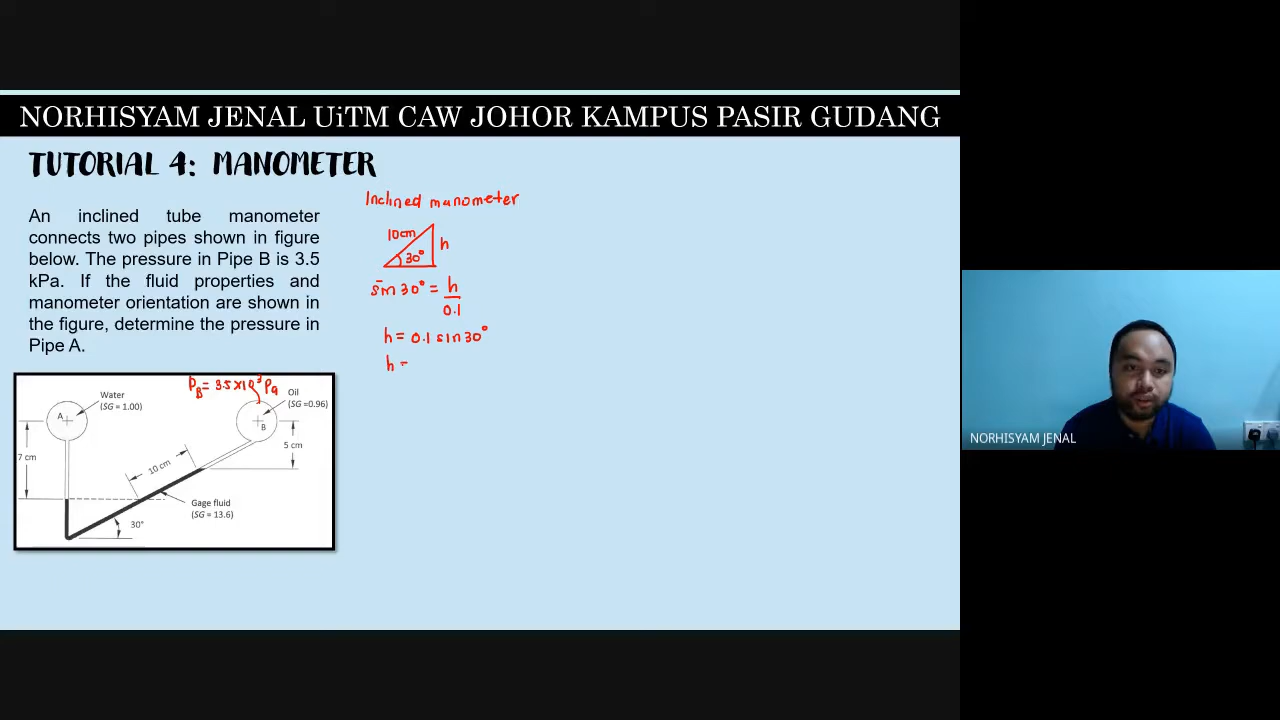 NORHISYAM JENAL UiTM CAW JOHOR KAMPUS PASIR GUDANG
TUTORIAL 4: MANOMETER
An inclined tube manometer
connects two pipes shown in figure
below. The pressure in Pipe B is 3.5
kPa. If the fluid properties and
manometer orientation are shown in
the figure, determine the pressure in
Pipe A.
Inclined manometer
10cm
h
30°
sin 30° = h
0.1
h = 0.1 sin 30°
h =
P_B = 3.5 x 10³ Pa
Water
(SG = 1.00)
Oil
(SG =0.96)
A
B
7 cm
5 cm
10 cm
Gage fluid
(SG = 13.6)
30°
NORHISYAM JENAL